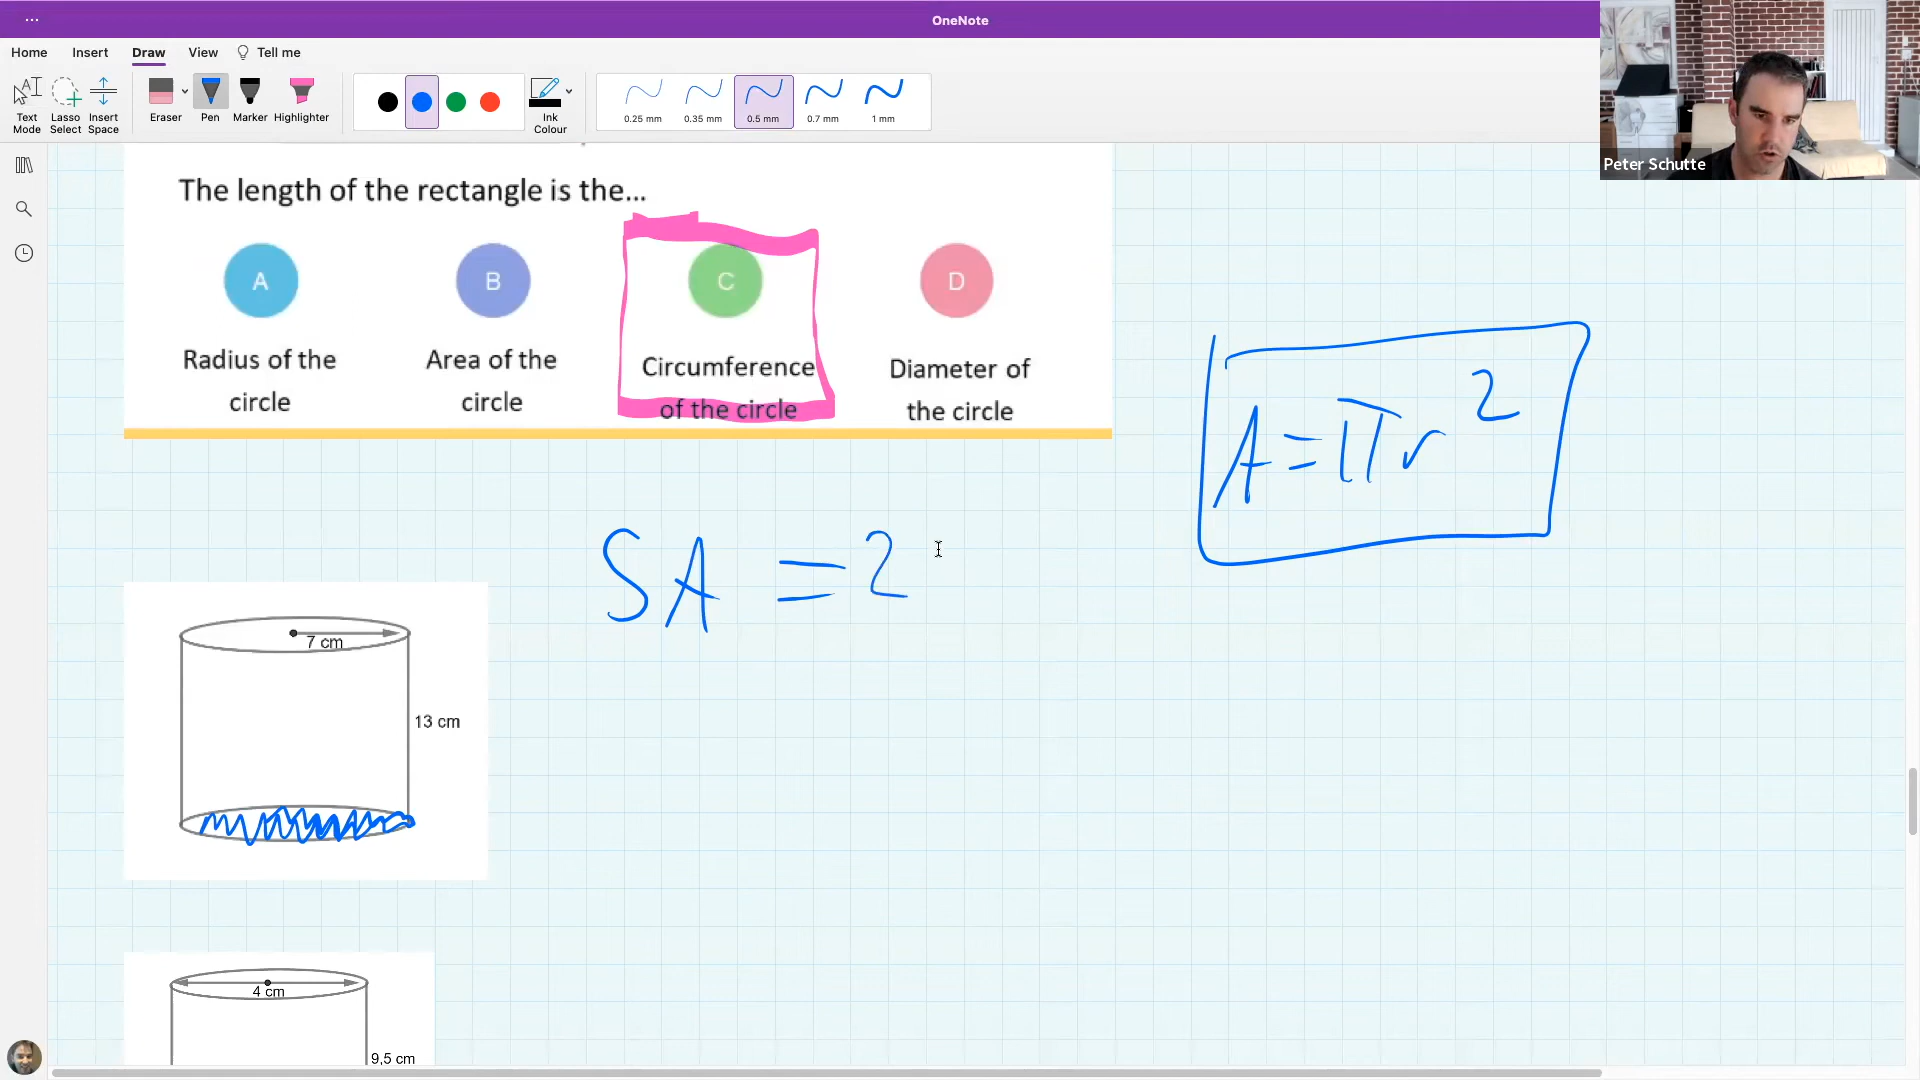 OneNote
Home Insert Draw View Tell me
Text Mode
Lasso Select
Insert Space
Eraser
Pen
Marker
Highlighter
Ink Colour
0.25 mm
0.35 mm
0.5 mm
0.7 mm
1 mm
Peter Schutte
The length of the rectangle is the...
A
B
C
D
Radius of the
circle
Area of the
circle
Circumference
of the circle
Diameter of
the circle
A = πr²
SA = 2
7 cm
13 cm
4 cm
9,5 cm